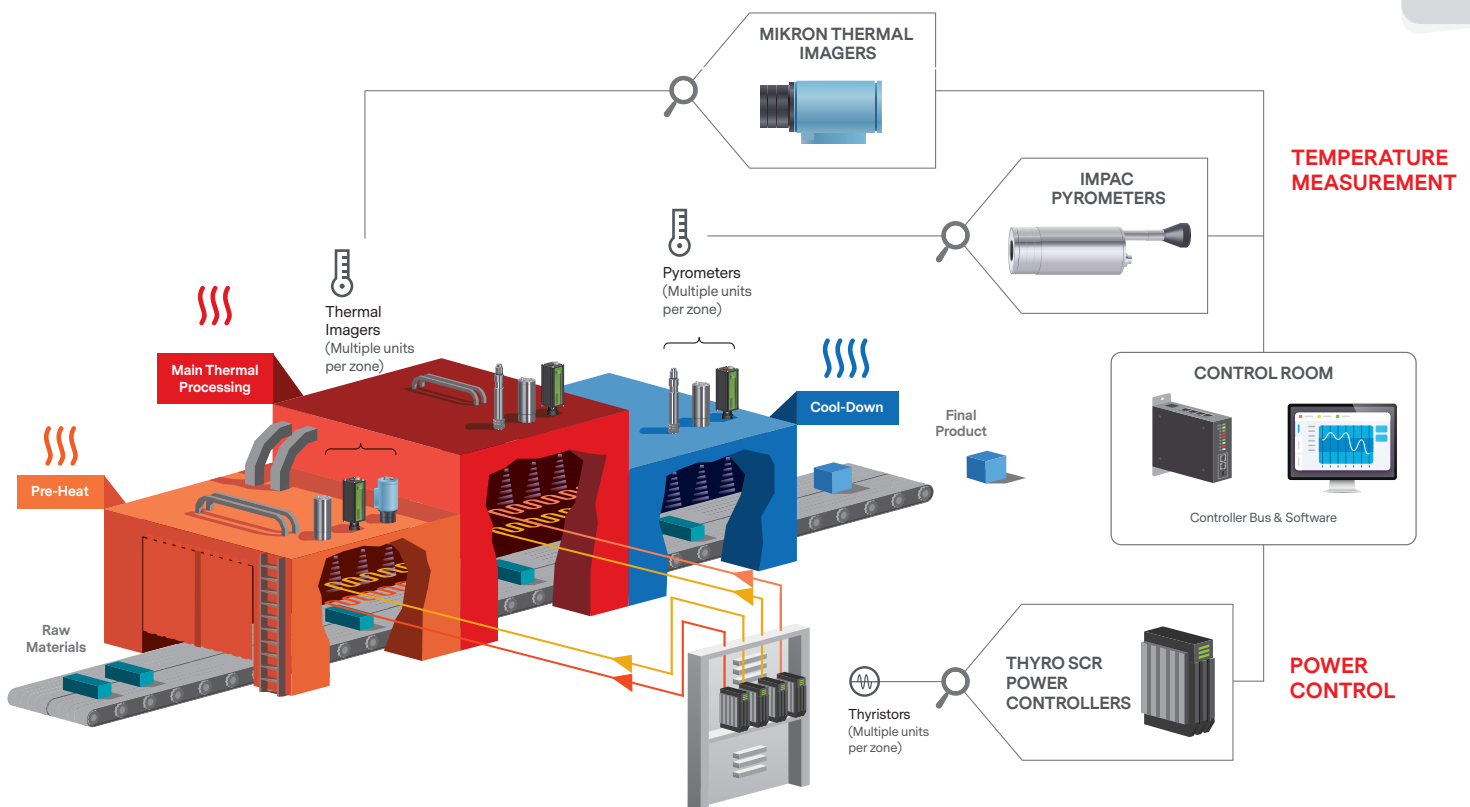 MIKRON THERMAL
IMAGERS
TEMPERATURE
MEASUREMENT
IMPAC
PYROMETERS
Pyrometers
(Multiple units
per zone)
Thermal
Imagers
(Multiple units
per zone)
Main Thermal
Processing
CONTROL ROOM
Cool-Down
Final
Product
Pre-Heat
Controller Bus & Software
Raw
Materials
THYRO SCR
POWER
CONTROLLERS
POWER
CONTROL
Thyristors
(Multiple units
per zone)